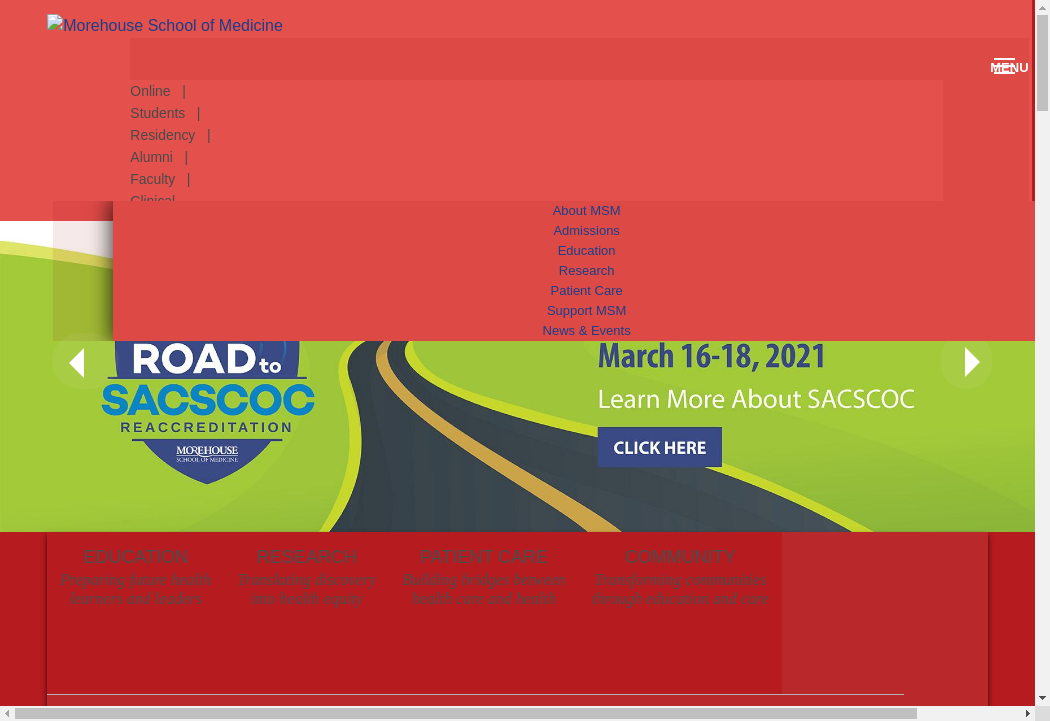 Morehouse School of Medicine
MENU
Online |
Students |
Residency |
Alumni |
Faculty |
Clinical
About MSM
Admissions
Education
Research
Patient Care
Support MSM
News & Events
ROAD to
SACSCOC
REACCREDITATION
MOREHOUSE
SCHOOL OF MEDICINE
March 16-18, 2021
Learn More About SACSCOC
CLICK HERE
EDUCATION
Preparing future health
learners and leaders
RESEARCH
Translating discovery
into health equity
PATIENT CARE
Building bridges between
health care and health
COMMUNITY
Transforming communities
through education and care